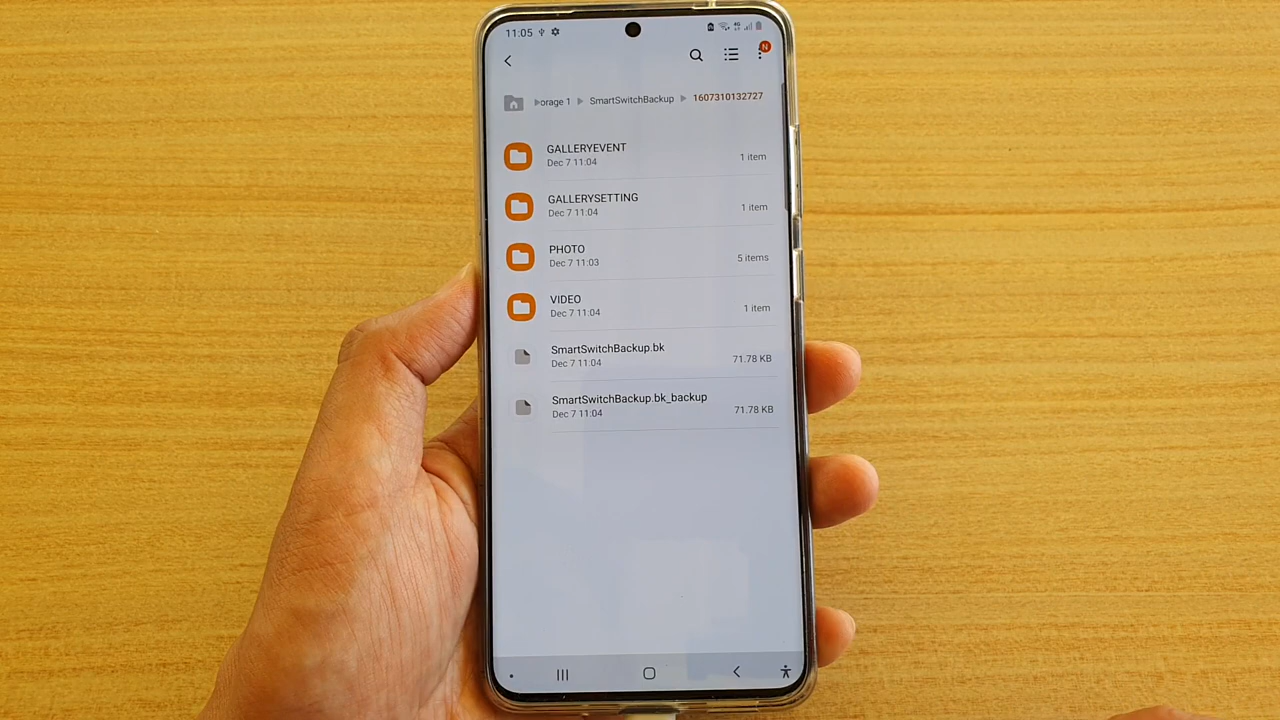 11:05
4G
N
orage 1 SmartSwitchBackup 1607310132727
GALLERYEVENT
Dec 7 11:04
1 item
GALLERYSETTING
Dec 7 11:04
1 item
PHOTO
Dec 7 11:03
5 items
VIDEO
Dec 7 11:04
1 item
SmartSwitchBackup.bk
Dec 7 11:04
71.78 KB
SmartSwitchBackup.bk_backup
Dec 7 11:04
71.78 KB